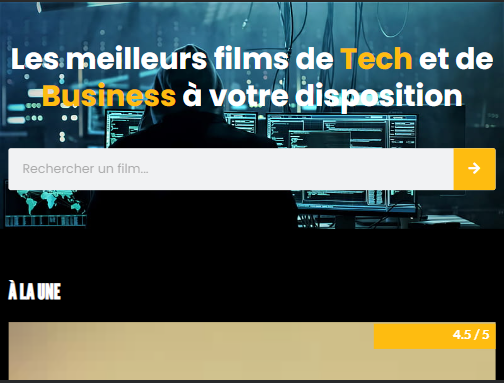 Les meilleurs films de Tech et de
Business à votre disposition
Rechercher un film...
À LA UNE
4.5 / 5